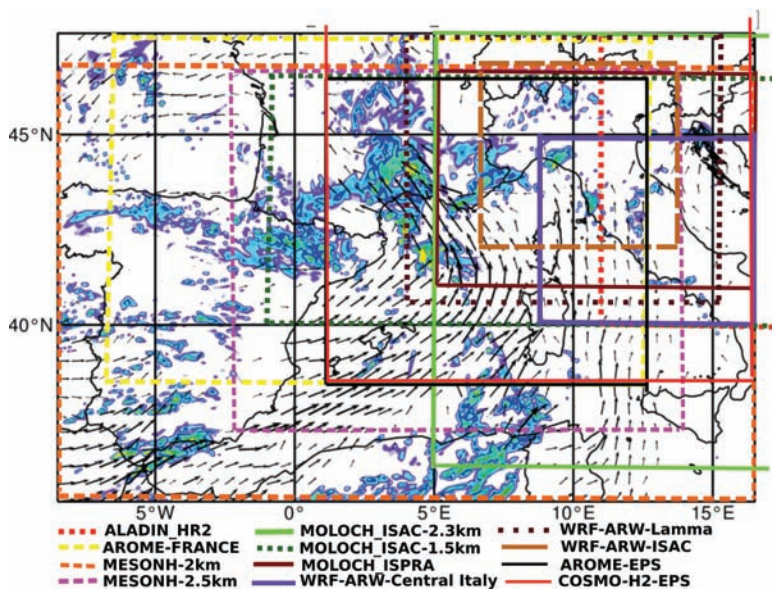 45°N
40°N
5°W 0° 5°E 10°E 15°E
ALADIN_HR2 MOLOCH_ISAC-2.3km WRF-ARW-Lamma
AROME-FRANCE MOLOCH_ISAC-1.5km WRF-ARW-ISAC
MESONH-2km MOLOCH_ISPRA AROME-EPS
MESONH-2.5km WRF-ARW-Central Italy COSMO-H2-EPS